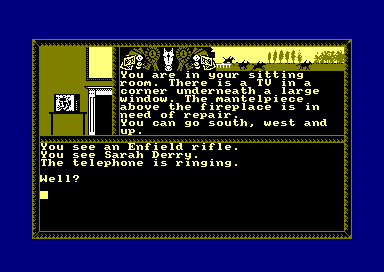 You are in your sitting
room. There is a TV in a
corner underneath a large
window. The mantelpiece
above the fireplace is in
need of repair.
You can go south, west and
up.
You see an Enfield rifle.
You see Sarah Derry.
The telephone is ringing.
Well?